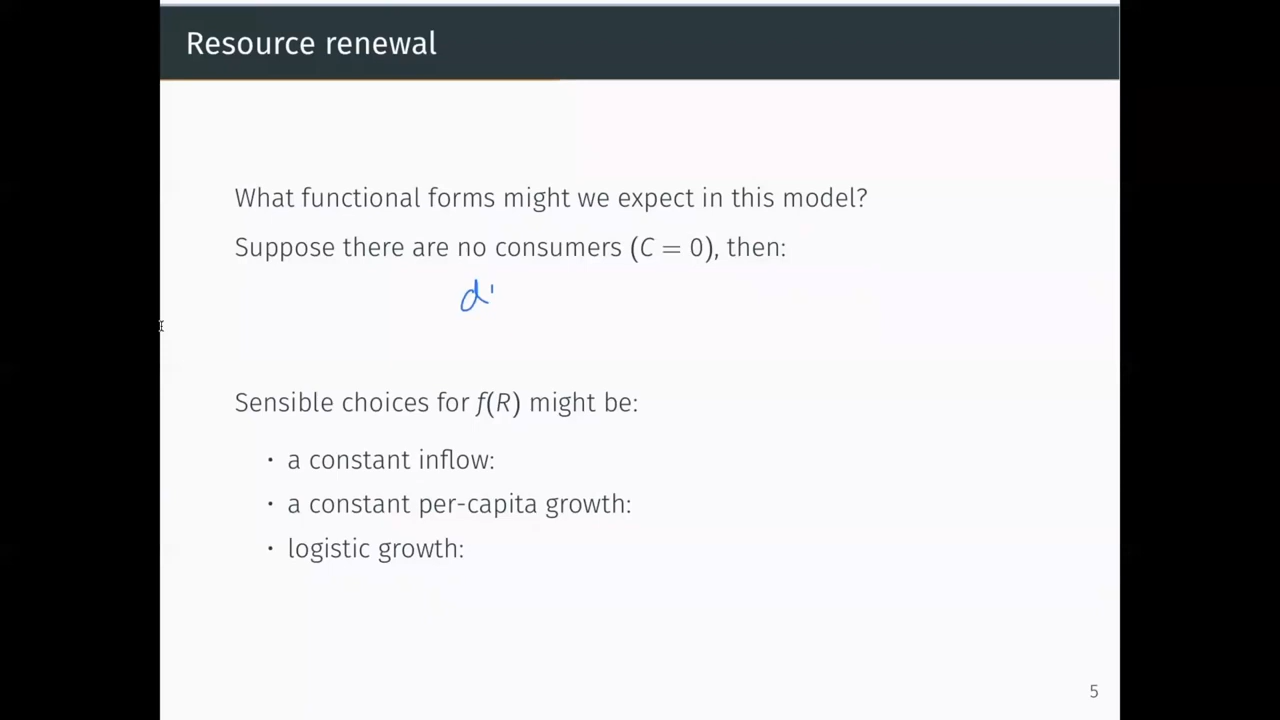 Resource renewal
What functional forms might we expect in this model?
Suppose there are no consumers (C = 0), then:
d
Sensible choices for f(R) might be:
· a constant inflow:
· a constant per-capita growth:
· logistic growth:
5